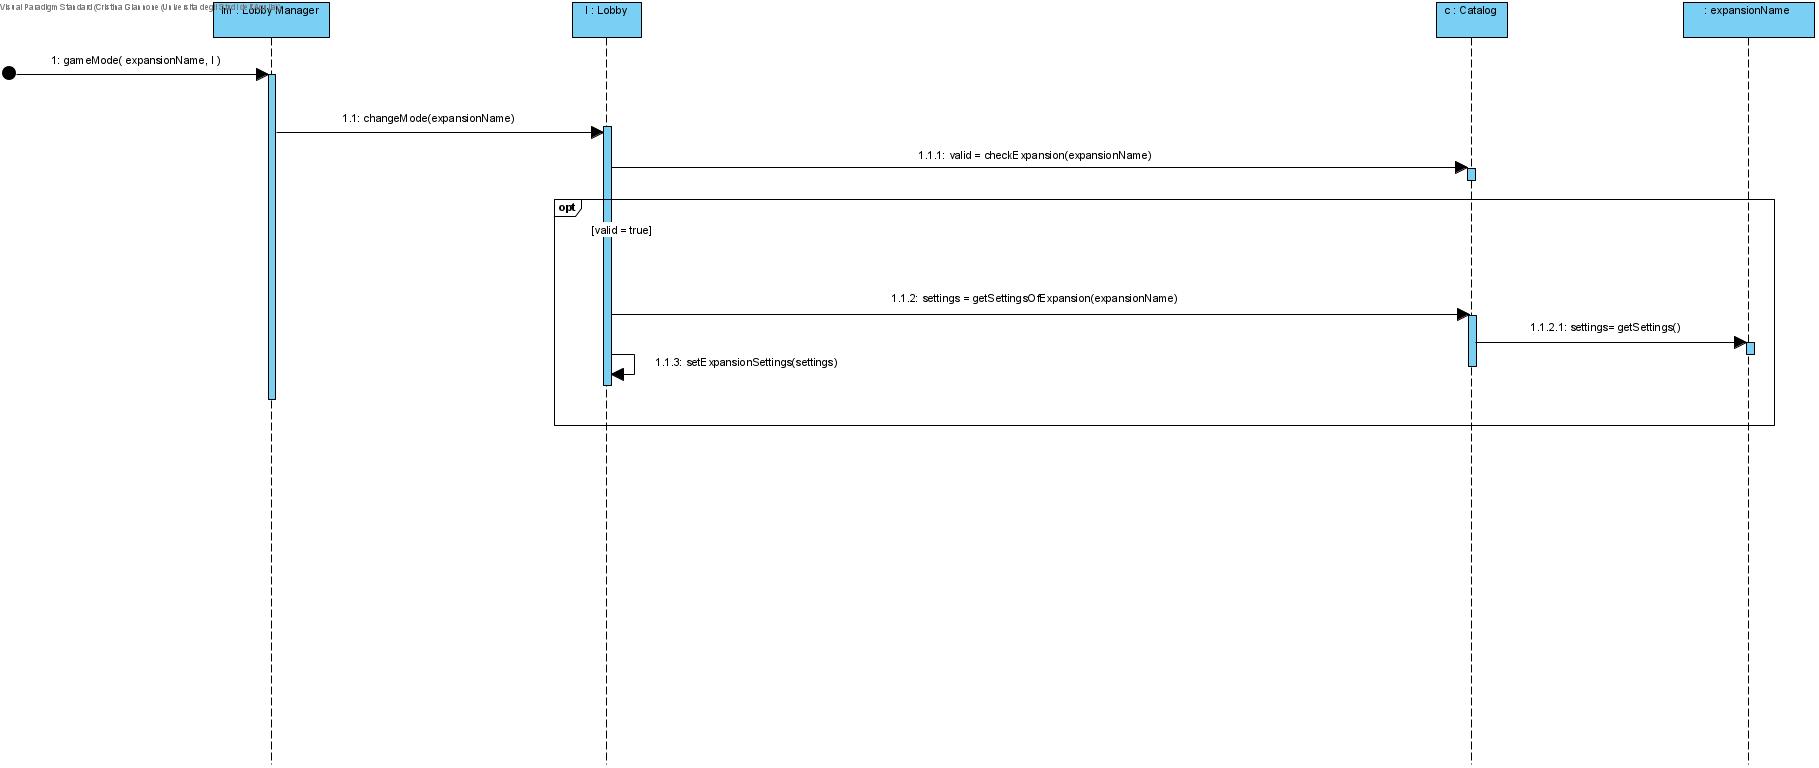 Visual Paradigm Standard (Cristina Giannone (Università degli Studi
lm : Lobby Manager
l : Lobby
c : Catalog
: expansionName
1: gameMode( expansionName, l )
1.1: changeMode(expansionName)
1.1.1: valid = checkExpansion(expansionName)
opt
[valid = true]
1.1.2: settings = getSettingsOfExpansion(expansionName)
1.1.2.1: settings= getSettings()
1.1.3: setExpansionSettings(settings)